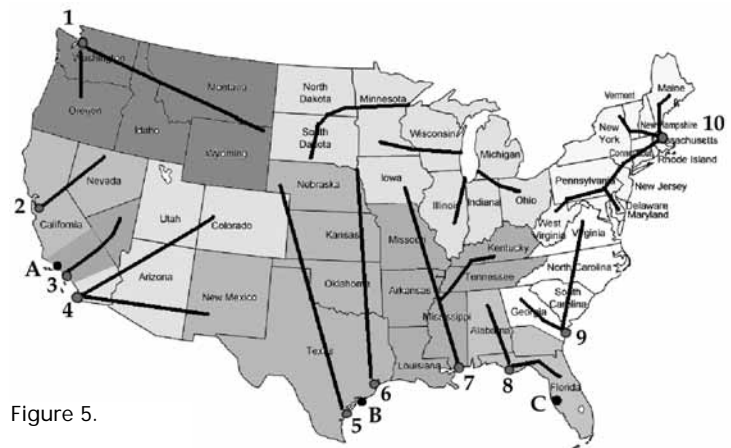 1
Washington
Oregon
Idaho
Montana
Wyoming
North
Dakota
South
Dakota
Minnesota
Wisconsin
Michigan
Vermont
Maine
New Hampshire
New
York
10
Rhode Island
Pennsylvania
New Jersey
Delaware
Maryland
West
Virginia
Virginia
Ohio
Indiana
Illinois
Iowa
Nebraska
Nevada
2
California
Utah
Colorado
Kansas
Missouri
Kentucky
Tennessee
North Carolina
South
Carolina
A
3
4
Arizona
New Mexico
Oklahoma
Arkansas
Mississippi
Alabama
Georgia
9
Texas
Louisiana
5
B
6
7
8
C
Florida
Figure 5.